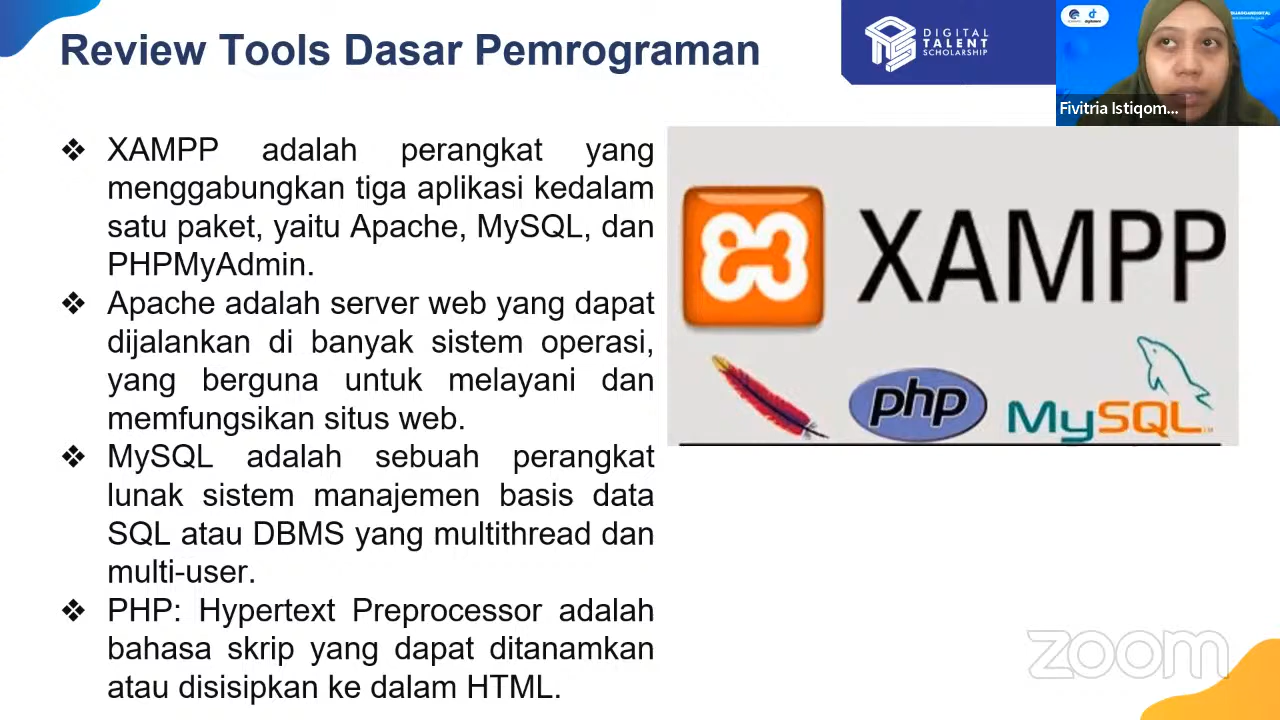 Review Tools Dasar Pemrograman
DIGITAL
TALENT
SCHOLARSHIP
Fivitria Istiqom...
❖ XAMPP adalah perangkat yang
menggabungkan tiga aplikasi kedalam
satu paket, yaitu Apache, MySQL, dan
PHPMyAdmin.
❖ Apache adalah server web yang dapat
dijalankan di banyak sistem operasi,
yang berguna untuk melayani dan
memfungsikan situs web.
❖ MySQL adalah sebuah perangkat
lunak sistem manajemen basis data
SQL atau DBMS yang multithread dan
multi-user.
❖ PHP: Hypertext Preprocessor adalah
bahasa skrip yang dapat ditanamkan
atau disisipkan ke dalam HTML.
XAMPP
php
MySQL
zoom